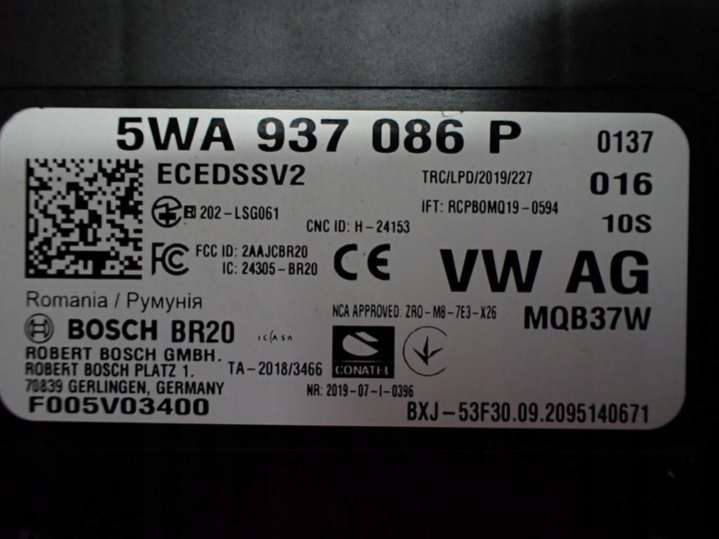 5WA 937 086 P 0137
ECEDSSV2 TRC/LPD/2019/227 016
202-LSG061 IFT: RCPBOMQ19-0594
CNC ID: H-24153 10S
FCC ID: 2AAJCBR20
IC: 24305-BR20 CE VW AG
Romania / Румунія NCA APPROVED: ZRO-M8-7E3-X26 MQB37W
BOSCH BR20 ICASA
ROBERT BOSCH GMBH.
ROBERT BOSCH PLATZ 1. TA-2018/3466 CONATEL
70839 GERLINGEN, GERMANY NR: 2019-07-I-0396
F005V03400 BXJ-53F30.09.2095140671